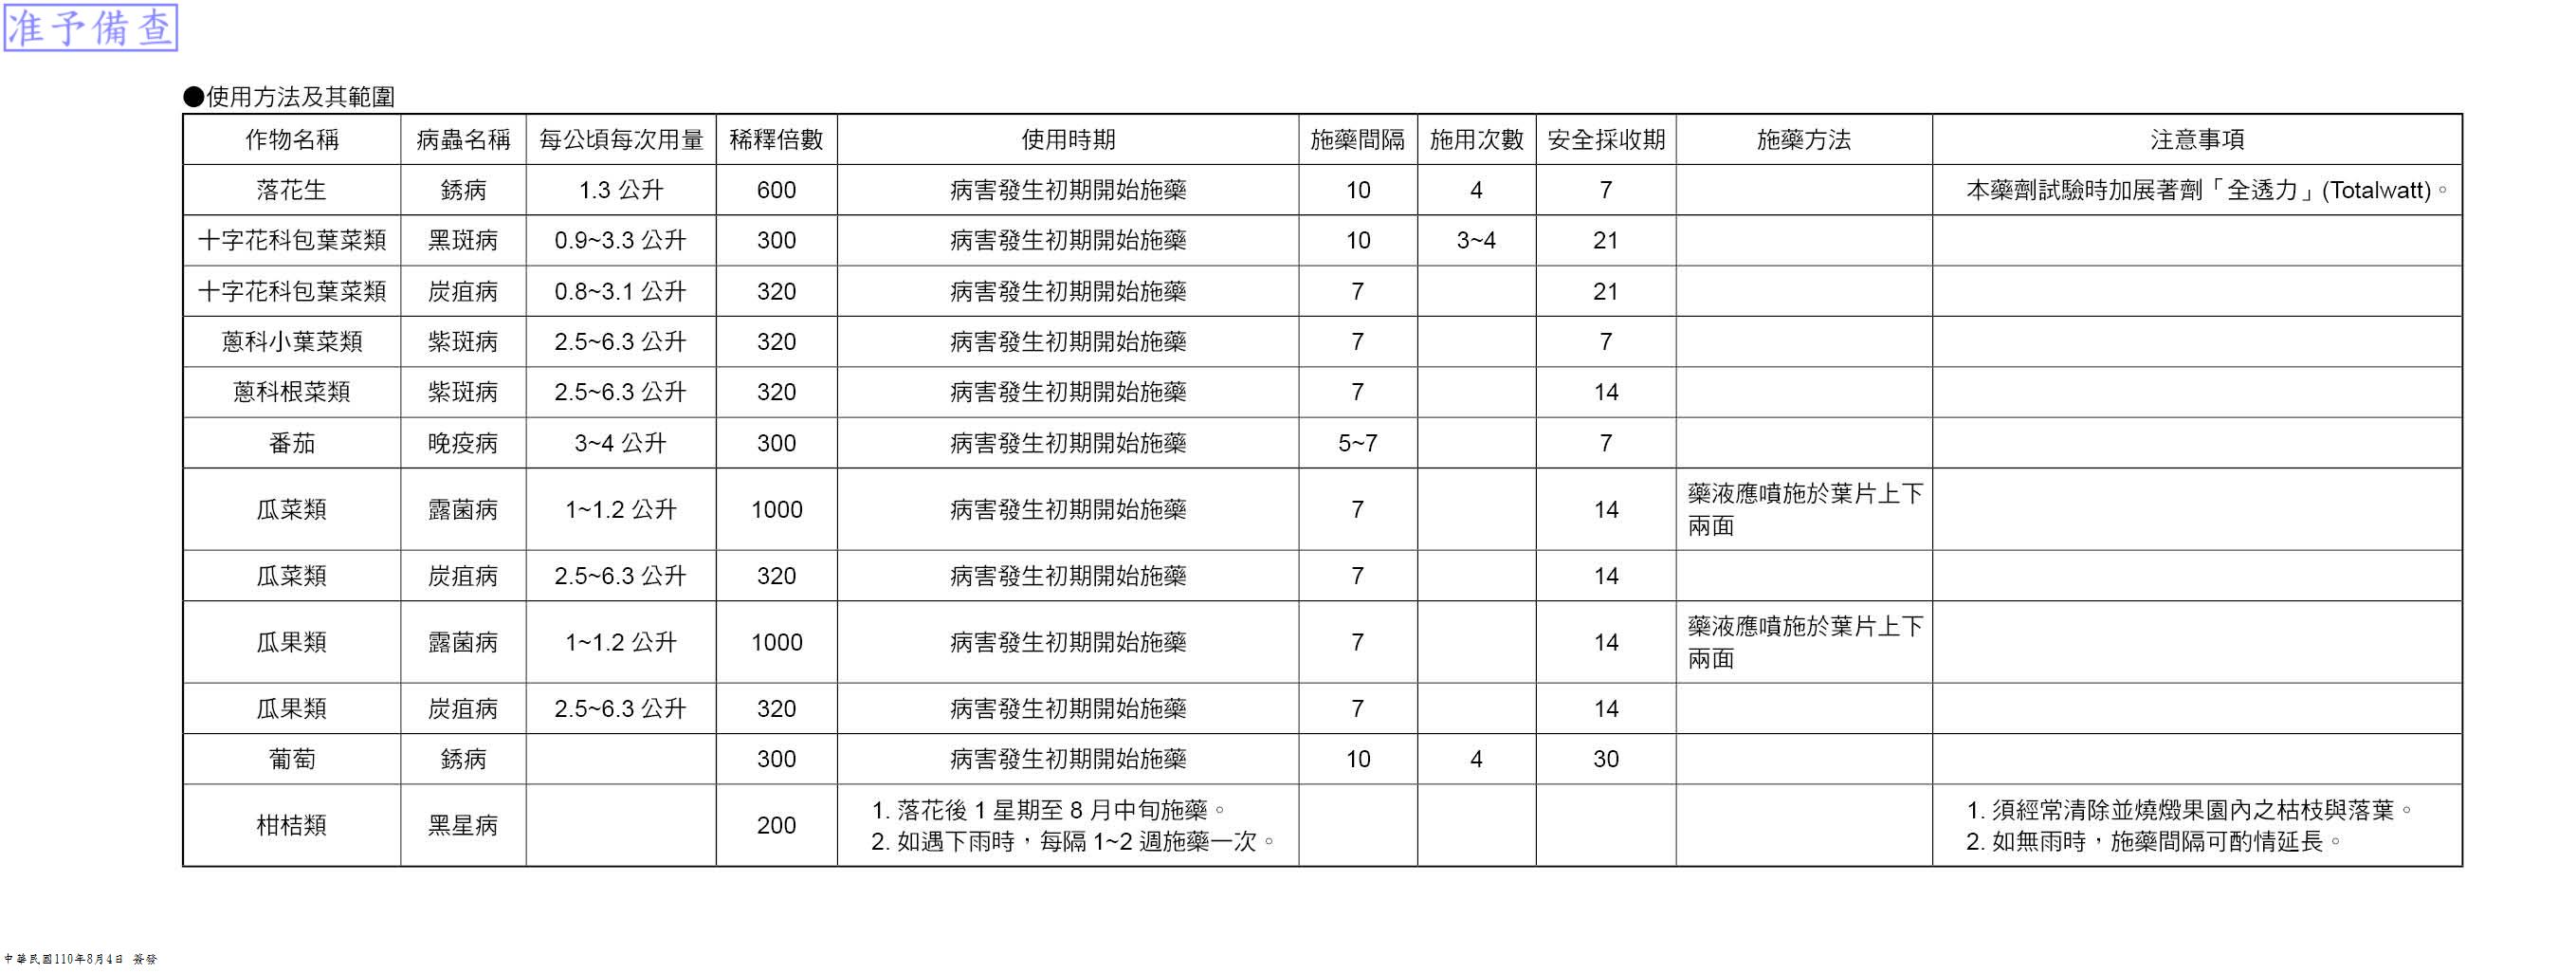 准予備查
●使用方法及其範圍
作物名稱 病蟲名稱 每公頃每次用量 稀釋倍數 使用時期 施藥間隔 施用次數 安全採收期 施藥方法 注意事項
落花生 銹病 1.3 公升 600 病害發生初期開始施藥 10 4 7 本藥劑試驗時加展著劑「全透力」(Totalwatt)。
十字花科包葉菜類 黑斑病 0.9~3.3 公升 300 病害發生初期開始施藥 10 3~4 21
十字花科包葉菜類 炭疽病 0.8~3.1 公升 320 病害發生初期開始施藥 7 21
蔥科小葉菜類 紫斑病 2.5~6.3 公升 320 病害發生初期開始施藥 7 7
蔥科根菜類 紫斑病 2.5~6.3 公升 320 病害發生初期開始施藥 7 14
番茄 晚疫病 3~4 公升 300 病害發生初期開始施藥 5~7 7
瓜菜類 露菌病 1~1.2 公升 1000 病害發生初期開始施藥 7 14 藥液應噴施於葉片上下
兩面
瓜菜類 炭疽病 2.5~6.3 公升 320 病害發生初期開始施藥 7 14
瓜果類 露菌病 1~1.2 公升 1000 病害發生初期開始施藥 7 14 藥液應噴施於葉片上下
兩面
瓜果類 炭疽病 2.5~6.3 公升 320 病害發生初期開始施藥 7 14
葡萄 銹病 300 病害發生初期開始施藥 10 4 30
柑桔類 黑星病 200 1. 落花後 1 星期至 8 月中旬施藥。
2. 如遇下雨時，每隔 1~2 週施藥一次。
1. 須經常清除並燒燬果園內之枯枝與落葉。
2. 如無雨時，施藥間隔可酌情延長。
中華民國110年8月4日 簽發